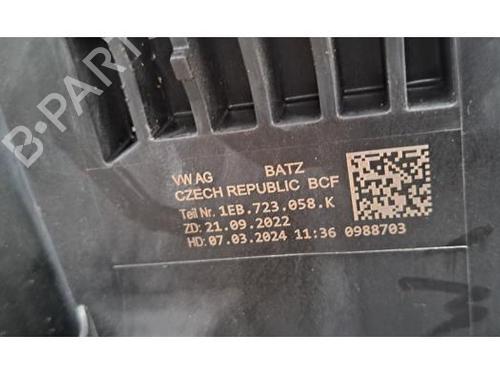 B-PARTS
VW AG BATZ
CZECH REPUBLIC BCF
Teil Nr. 1EB.723.058.K
ZD: 21.09.2022
HD: 07.03.2024 11:36 0988703